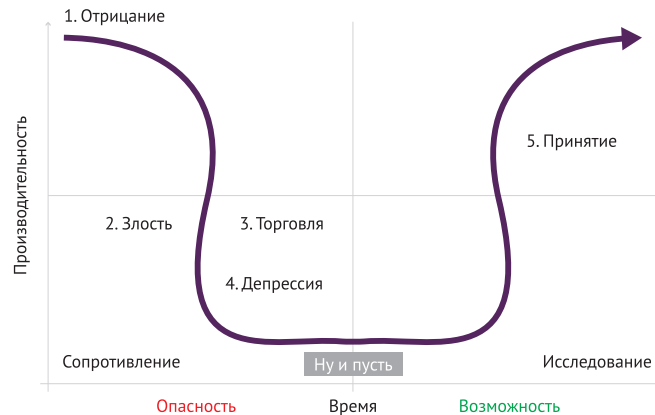 1. Отрицание
Производительность
5. Принятие
2. Злость
3. Торговля
4. Депрессия
Сопротивление
Ну и пусть
Исследование
Опасность
Время
Возможность